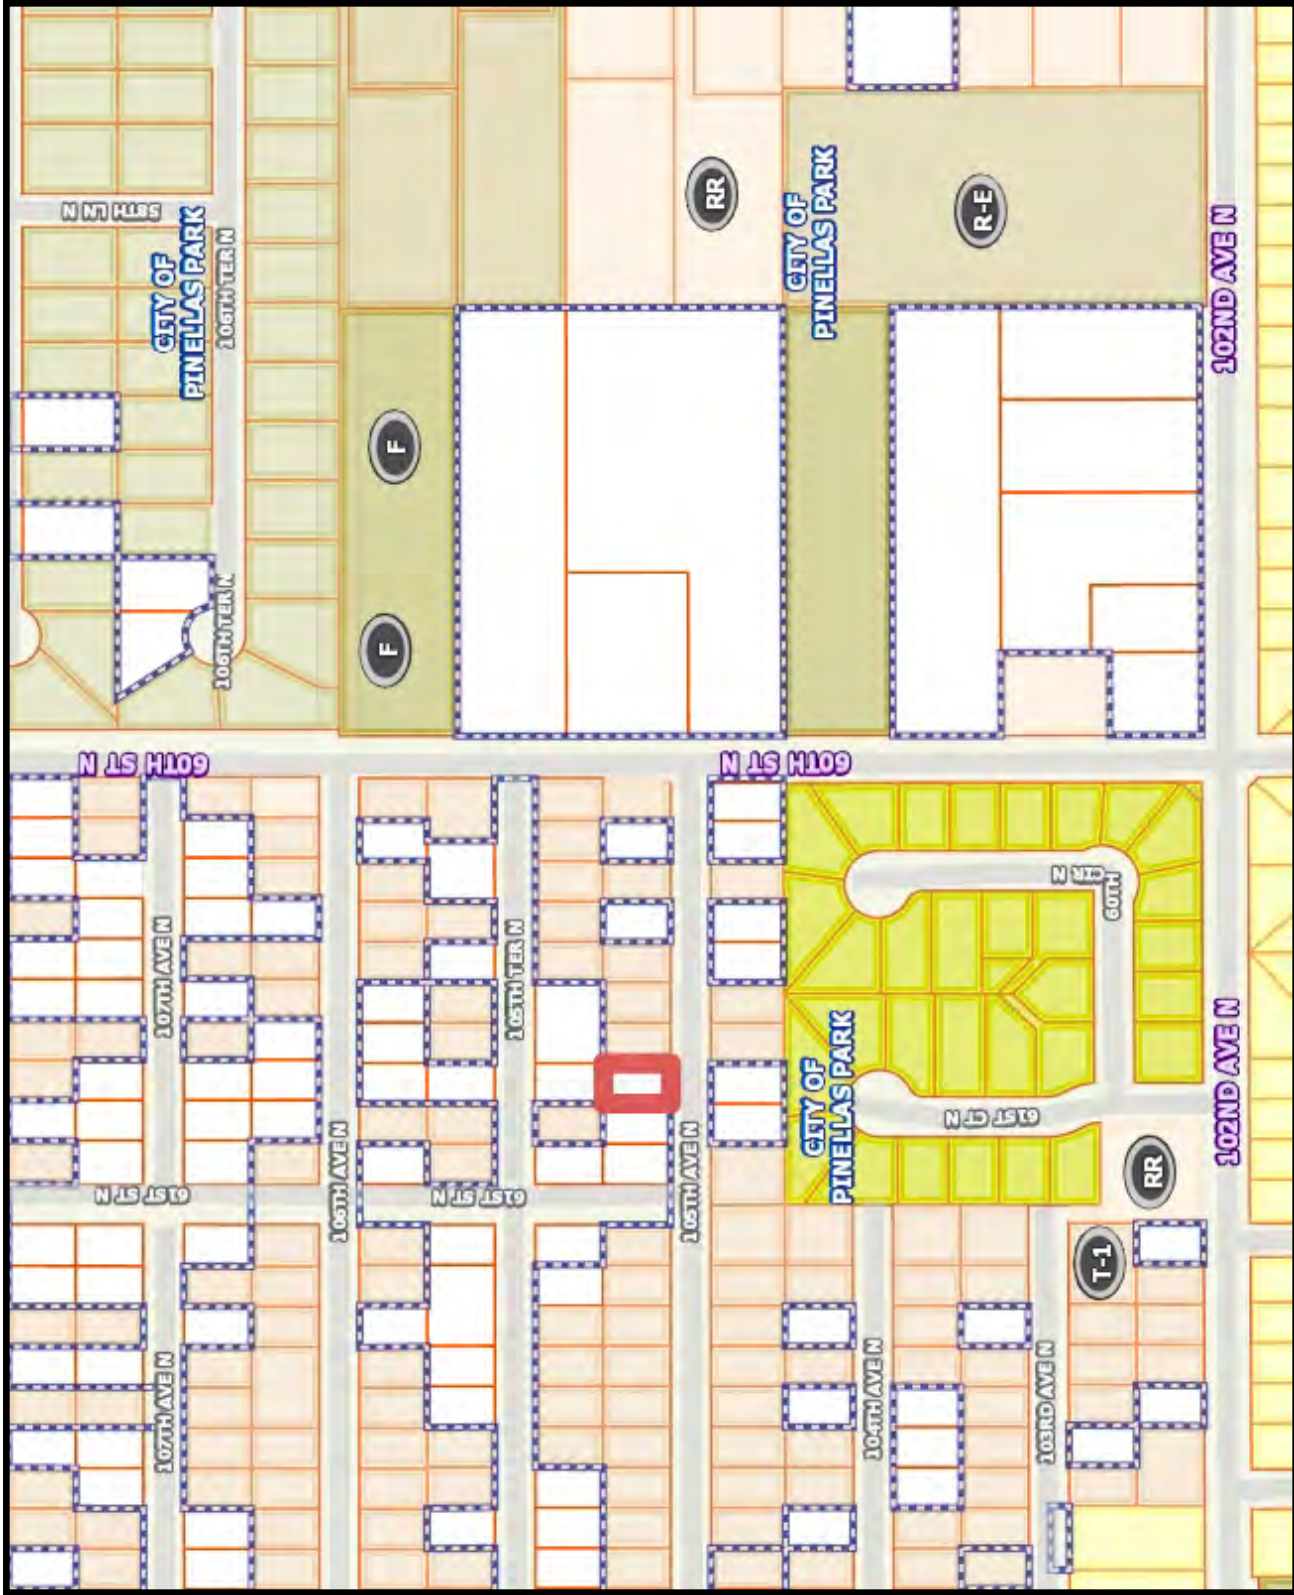 58TH LN N
CITY OF
PINELLAS PARK
106TH TER N
RR
CITY OF
PINELLAS PARK
R-E
102ND AVE N
F
106TH TER N
F
60TH ST N
60TH ST N
60TH
CIR N
107TH AVE N
105TH TER N
CITY OF
PINELLAS PARK
61ST CT N
102ND AVE N
106TH AVE N
105TH AVE N
61ST ST N
61ST ST N
RR
T-1
107TH AVE N
104TH AVE N
103RD AVE N